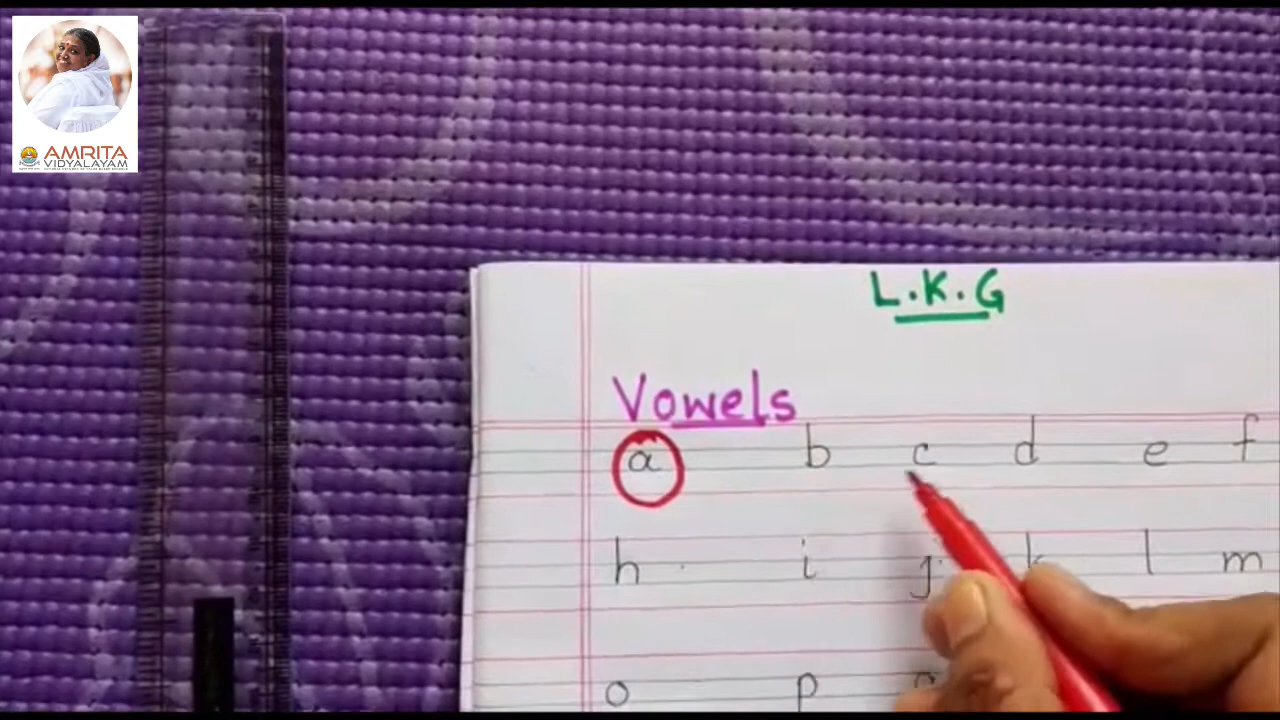 AMRITA
VIDYALAYAM
L.K.G
Vowels
a b c d e f
h i j k l m
o p